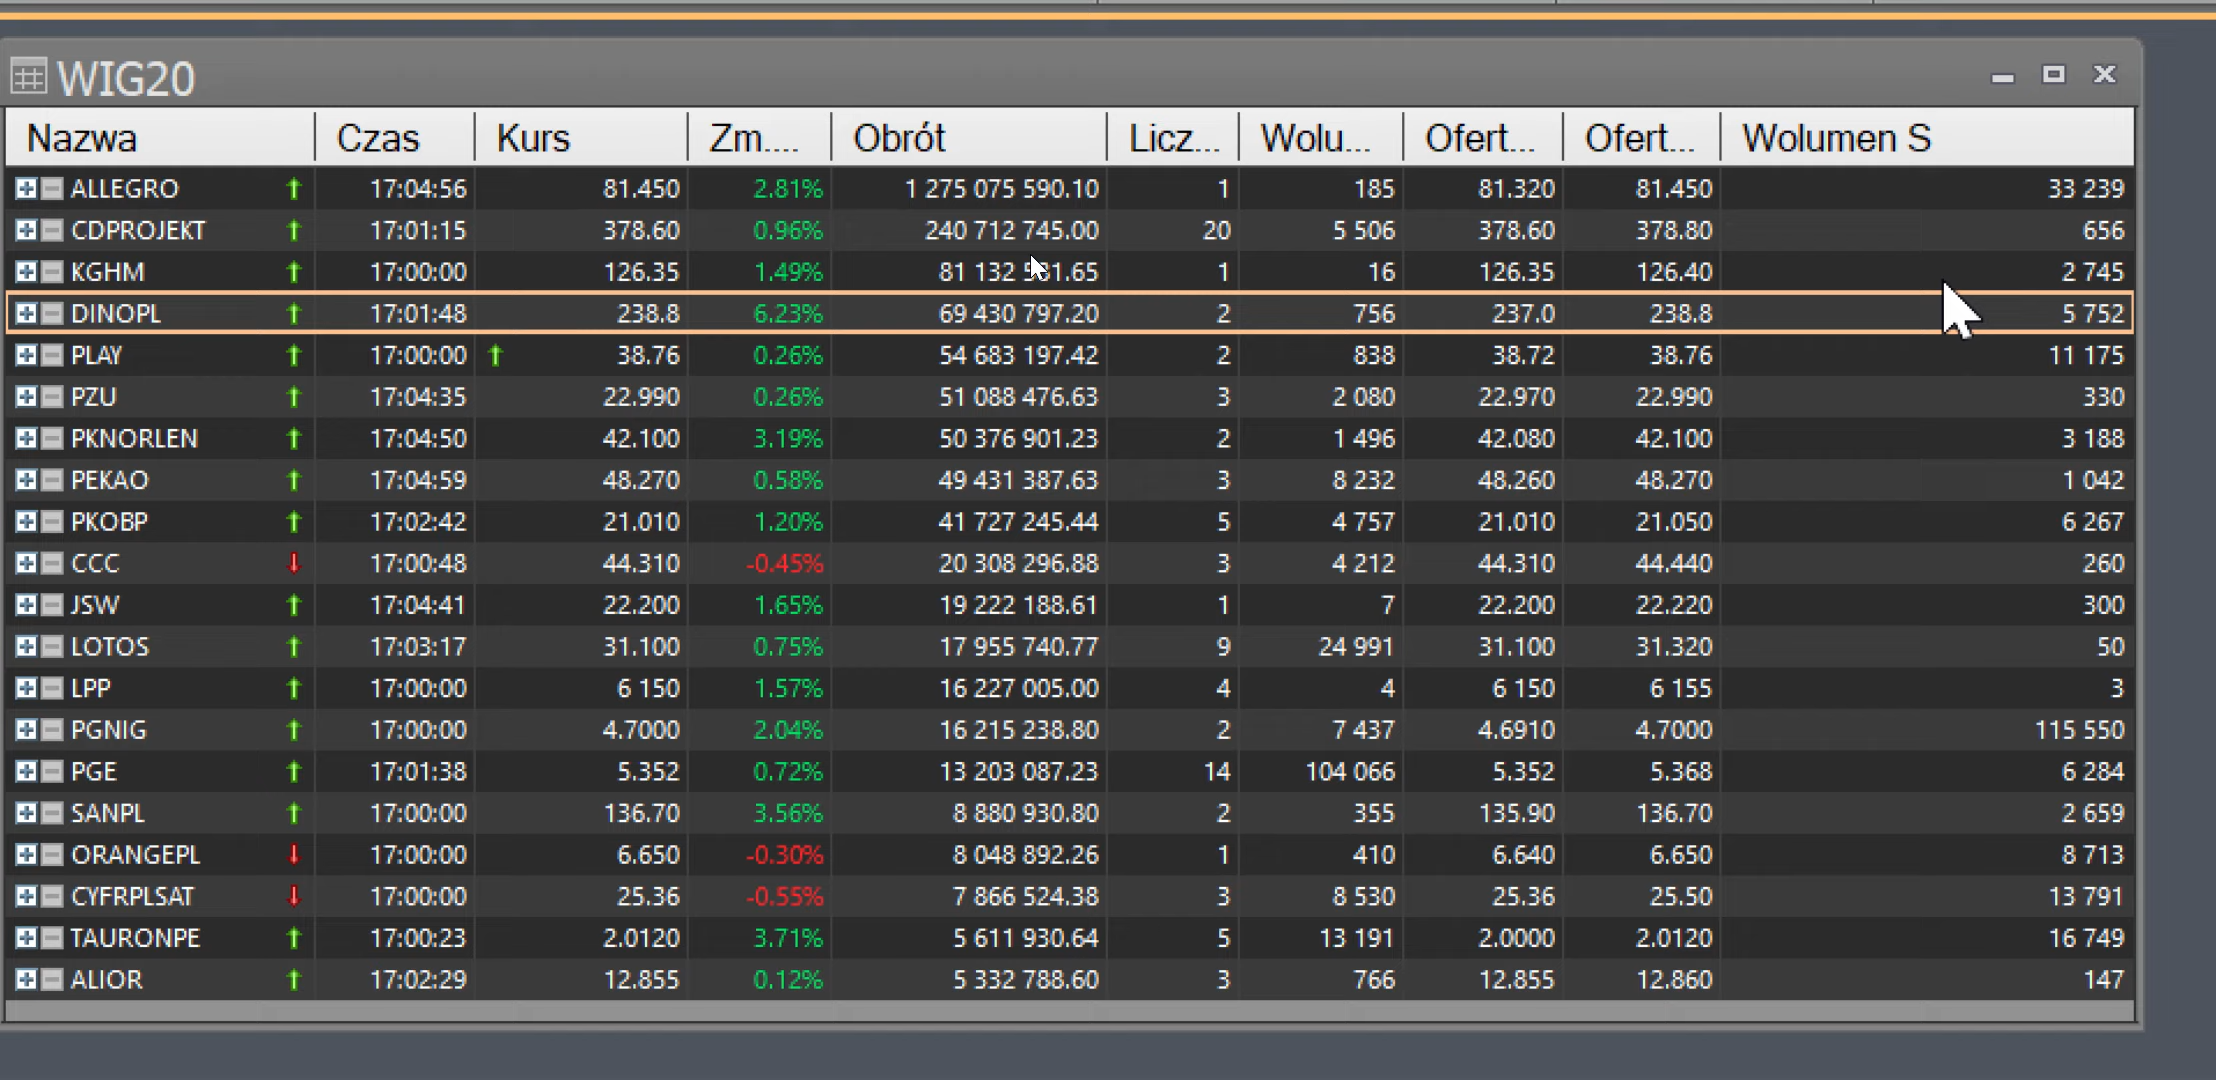 WIG20
Nazwa Czas Kurs Zm.... Obrót Licz... Wolu... Ofert... Ofert... Wolumen S
ALLEGRO 17:04:56 81.450 2.81% 1 275 075 590.10 1 185 81.320 81.450 33 239
CDPROJEKT 17:01:15 378.60 0.96% 240 712 745.00 20 5 506 378.60 378.80 656
KGHM 17:00:00 126.35 1.49% 81 132 1.65 1 16 126.35 126.40 2 745
DINOPL 17:01:48 238.8 6.23% 69 430 797.20 2 756 237.0 238.8 5 752
PLAY 17:00:00 38.76 0.26% 54 683 197.42 2 838 38.72 38.76 11 175
PZU 17:04:35 22.990 0.26% 51 088 476.63 3 2 080 22.970 22.990 330
PKNORLEN 17:04:50 42.100 3.19% 50 376 901.23 2 1 496 42.080 42.100 3 188
PEKAO 17:04:59 48.270 0.58% 49 431 387.63 3 8 232 48.260 48.270 1 042
PKOBP 17:02:42 21.010 1.20% 41 727 245.44 5 4 757 21.010 21.050 6 267
CCC 17:00:48 44.310 -0.45% 20 308 296.88 3 4 212 44.310 44.440 260
JSW 17:04:41 22.200 1.65% 19 222 188.61 1 7 22.200 22.220 300
LOTOS 17:03:17 31.100 0.75% 17 955 740.77 9 24 991 31.100 31.320 50
LPP 17:00:00 6 150 1.57% 16 227 005.00 4 4 6 150 6 155 3
PGNIG 17:00:00 4.7000 2.04% 16 215 238.80 2 7 437 4.6910 4.7000 115 550
PGE 17:01:38 5.352 0.72% 13 203 087.23 14 104 066 5.352 5.368 6 284
SANPL 17:00:00 136.70 3.56% 8 880 930.80 2 355 135.90 136.70 2 659
ORANGEPL 17:00:00 6.650 -0.30% 8 048 892.26 1 410 6.640 6.650 8 713
CYFRPLSAT 17:00:00 25.36 -0.55% 7 866 524.38 3 8 530 25.36 25.50 13 791
TAURONPE 17:00:23 2.0120 3.71% 5 611 930.64 5 13 191 2.0000 2.0120 16 749
ALIOR 17:02:29 12.855 0.12% 5 332 788.60 3 766 12.855 12.860 147